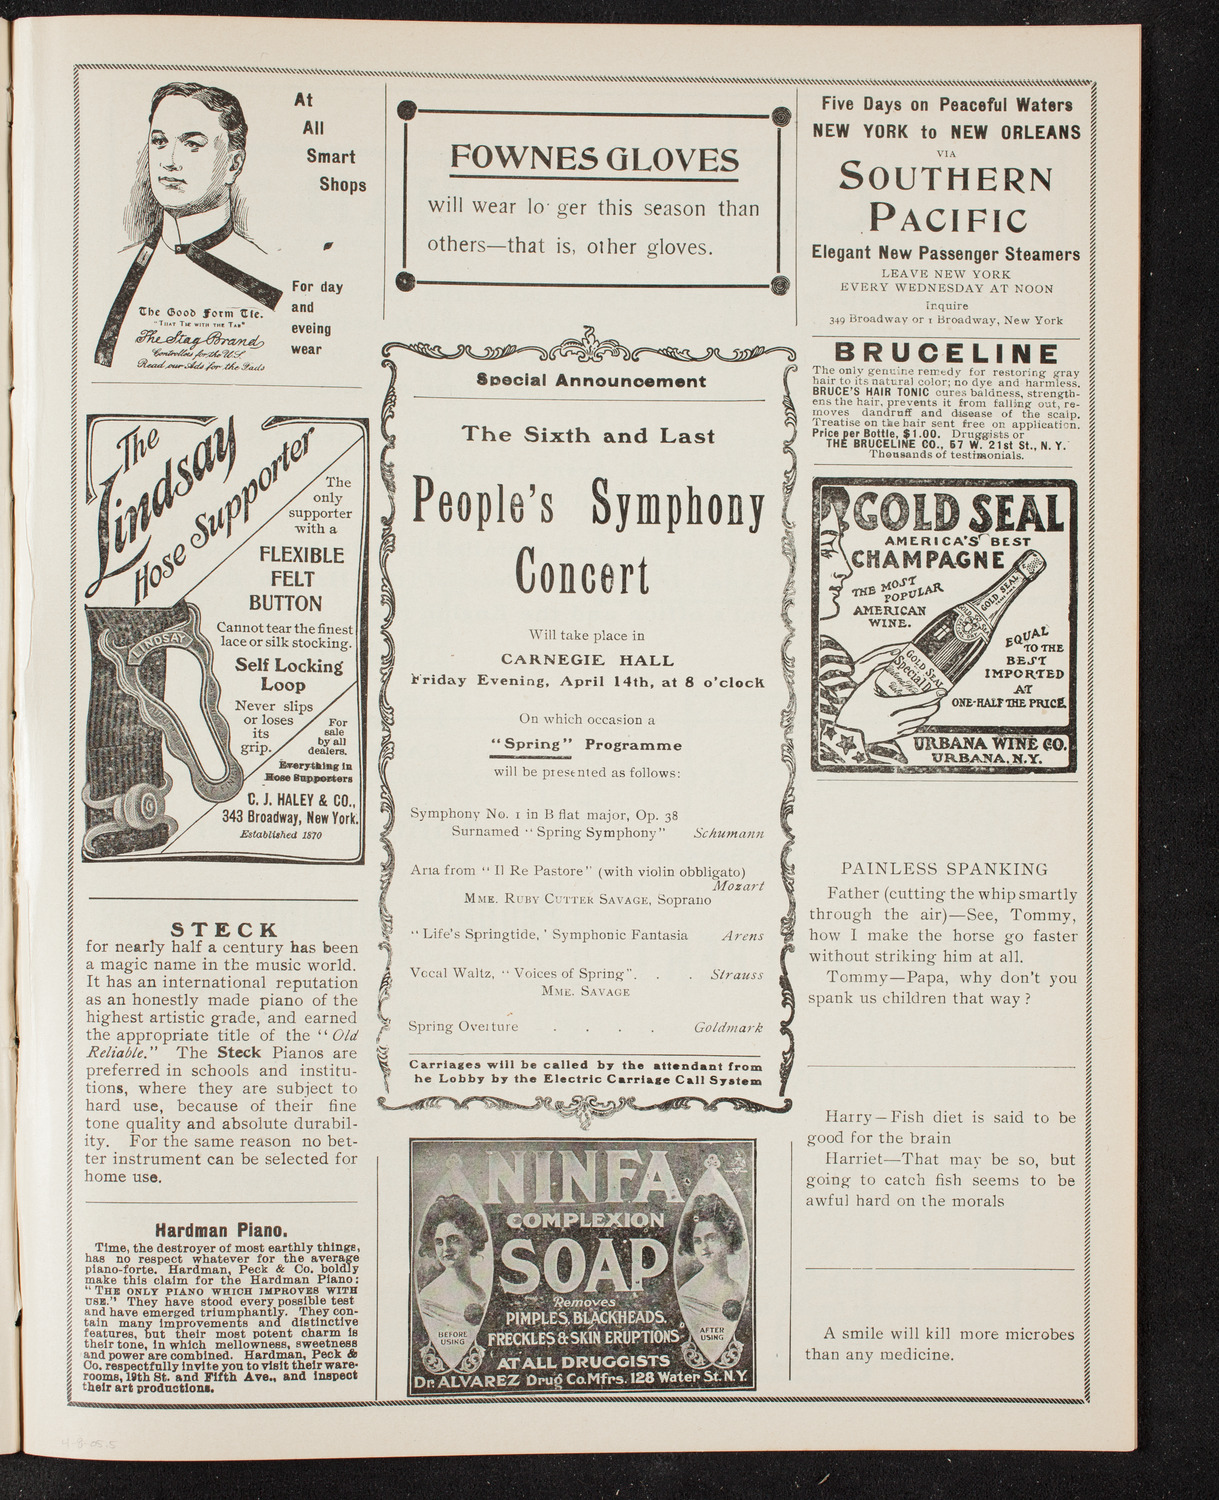 At
All
Smart
Shops
For day
and
eveing
wear
The Good Form Tie.
"THAT TIE WITH THE TAB"
The Stag Brand
Controllers for the U.S.
Read our Ads for the Fads
The
Lindsay
Hose Supporter
The
only
supporter
with a
FLEXIBLE
FELT
BUTTON
Cannot tear the finest
lace or silk stocking.
Self Locking
Loop
Never slips
or loses
its
grip.
For
sale
by all
dealers.
Everything in
Hose Supporters
C. J. HALEY & CO.,
343 Broadway, New York.
Established 1870
LINDSAY
STECK
for nearly half a century has been
a magic name in the music world.
It has an international reputation
as an honestly made piano of the
highest artistic grade, and earned
the appropriate title of the "Old
Reliable." The Steck Pianos are
preferred in schools and institu-
tions, where they are subject to
hard use, because of their fine
tone quality and absolute durabil-
ity. For the same reason no bet-
ter instrument can be selected for
home use.
Hardman Piano.
Time, the destroyer of most earthly things,
has no respect whatever for the average
piano-forte. Hardman, Peck & Co. boldly
make this claim for the Hardman Piano:
"THE ONLY PIANO WHICH IMPROVES WITH
USE." They have stood every possible test
and have emerged triumphantly. They con-
tain many improvements and distinctive
features, but their most potent charm is
their tone, in which mellowness, sweetness
and power are combined. Hardman, Peck &
Co. respectfully invite you to visit their ware-
rooms, 19th St. and Fifth Ave., and inspect
their art productions.
FOWNES GLOVES
will wear lo ger this season than
others—that is, other gloves.
Special Announcement
The Sixth and Last
People's Symphony
Concert
Will take place in
CARNEGIE HALL
Friday Evening, April 14th, at 8 o'clock
On which occasion a
"Spring" Programme
will be presented as follows:
Symphony No. 1 in B flat major, Op. 38
Surnamed "Spring Symphony" Schumann
Aria from "Il Re Pastore" (with violin obbligato)
Mozart
MME. RUBY CUTTER SAVAGE, Soprano
"Life's Springtide,' Symphonic Fantasia Arens
Vocal Waltz, "Voices of Spring". . . Strauss
MME. SAVAGE
Spring Overture . . . . Goldmark
Carriages will be called by the attendant from
he Lobby by the Electric Carriage Call System
NINFA
COMPLEXION
SOAP
Removes
PIMPLES, BLACKHEADS,
FRECKLES & SKIN ERUPTIONS
BEFORE
USING
AFTER
USING
AT ALL DRUGGISTS
Dr. ALVAREZ Drug Co. Mfrs. 128 Water St. N.Y.
Five Days on Peaceful Waters
NEW YORK to NEW ORLEANS
VIA
SOUTHERN
PACIFIC
Elegant New Passenger Steamers
LEAVE NEW YORK
EVERY WEDNESDAY AT NOON
Inquire
349 Broadway or 1 Broadway, New York
BRUCELINE
The only genuine remedy for restoring gray
hair to its natural color; no dye and harmless.
BRUCE'S HAIR TONIC cures baldness, strength-
ens the hair, prevents it from falling out, re-
moves dandruff and disease of the scalp.
Treatise on the hair sent free on application.
Price per Bottle, $1.00. Druggists or
THE BRUCELINE CO., 57 W. 21st St., N. Y.
Thousands of testimonials.
GOLD SEAL
AMERICA'S BEST
CHAMPAGNE
THE MOST
POPULAR
AMERICAN
WINE.
GOLD SEAL
GOLD SEAL
Special
EQUAL
TO THE
BEST
IMPORTED
AT
ONE-HALF THE PRICE
URBANA WINE CO.
URBANA, N.Y.
PAINLESS SPANKING
Father (cutting the whip smartly
through the air)—See, Tommy,
how I make the horse go faster
without striking him at all.
Tommy—Papa, why don't you
spank us children that way?
Harry—Fish diet is said to be
good for the brain
Harriet—That may be so, but
going to catch fish seems to be
awful hard on the morals
A smile will kill more microbes
than any medicine.
4-8-05.5